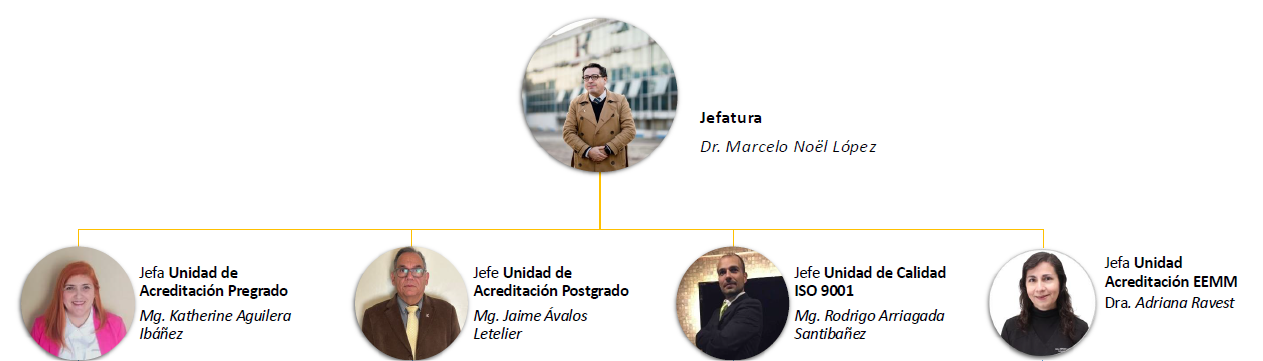 Jefatura
Dr. Marcelo Noël López
Jefa Unidad de
Acreditación Pregrado
Mg. Katherine Aguilera
Ibáñez
Jefe Unidad de
Acreditación Postgrado
Mg. Jaime Ávalos
Letelier
Jefe Unidad de Calidad
ISO 9001
Mg. Rodrigo Arriagada
Santibañez
Jefa Unidad
Acreditación EEMM
Dra. Adriana Ravest